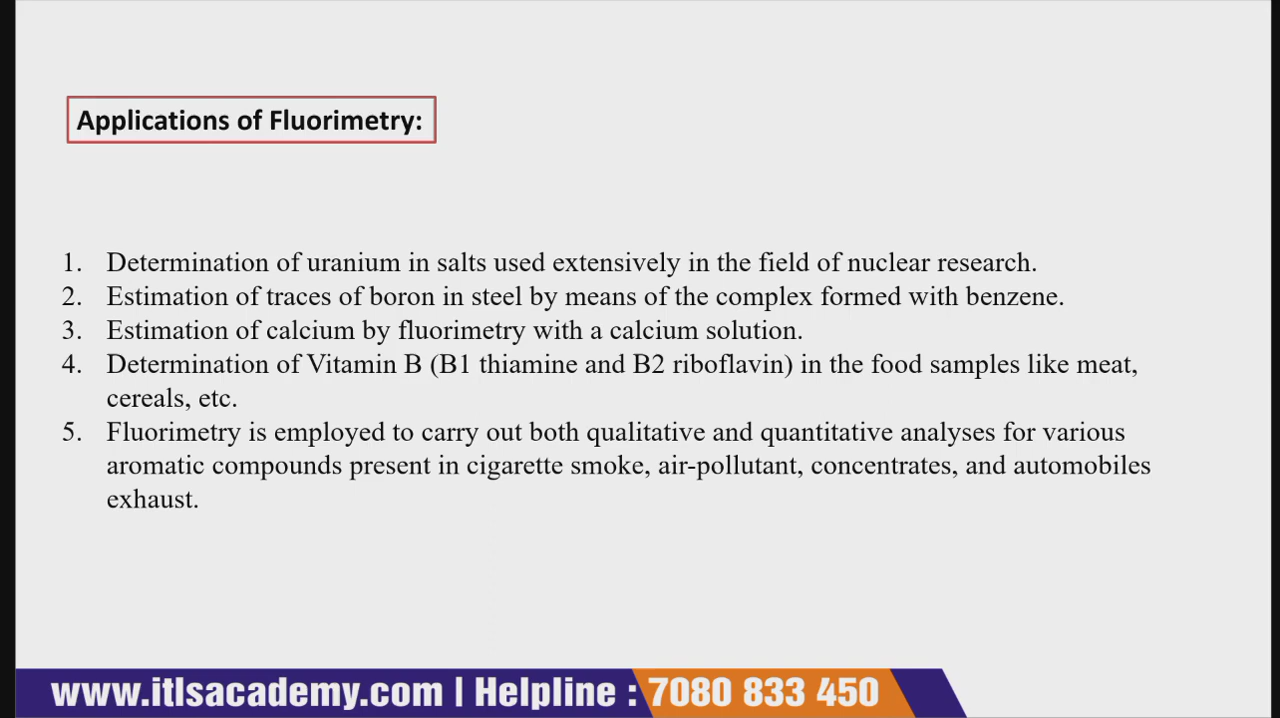 Applications of Fluorimetry:
1. Determination of uranium in salts used extensively in the field of nuclear research.
2. Estimation of traces of boron in steel by means of the complex formed with benzene.
3. Estimation of calcium by fluorimetry with a calcium solution.
4. Determination of Vitamin B (B1 thiamine and B2 riboflavin) in the food samples like meat,
cereals, etc.
5. Fluorimetry is employed to carry out both qualitative and quantitative analyses for various
aromatic compounds present in cigarette smoke, air-pollutant, concentrates, and automobiles
exhaust.
www.itlsacademy.com | Helpline : 7080 833 450